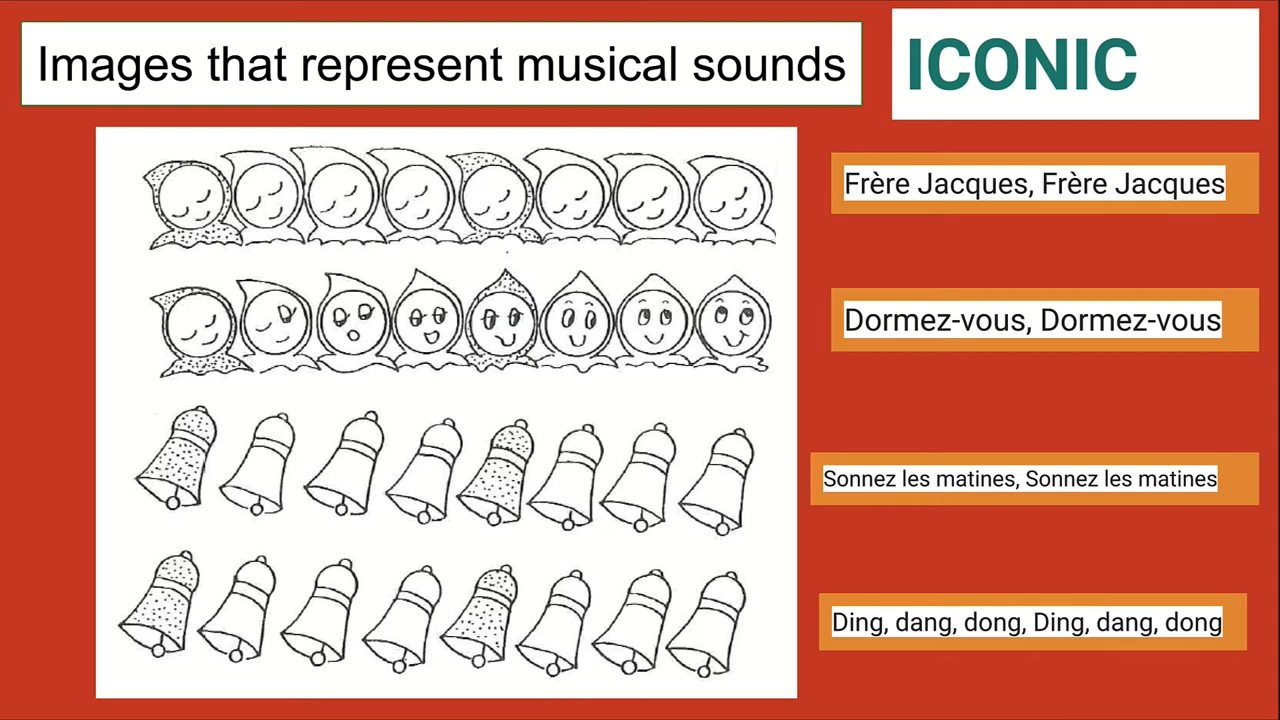 Images that represent musical sounds
ICONIC
Frère Jacques, Frère Jacques
Dormez-vous, Dormez-vous
Sonnez les matines, Sonnez les matines
Ding, dang, dong, Ding, dang, dong